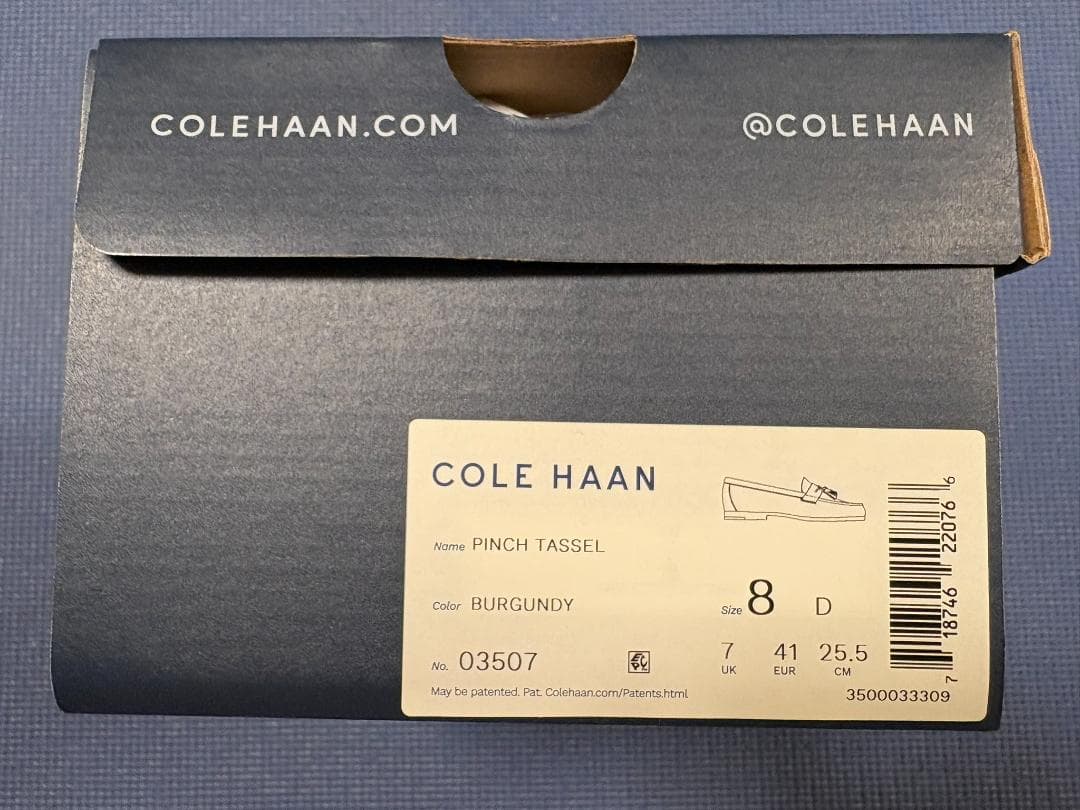 COLEHAAN.COM @COLEHAAN
COLE HAAN
Name PINCH TASSEL
Color BURGUNDY
Size 8 D
No. 03507
7 41 25.5
UK EUR CM
May be patented. Pat. Colehaan.com/Patents.html
3500033309
7 18746 22076 6